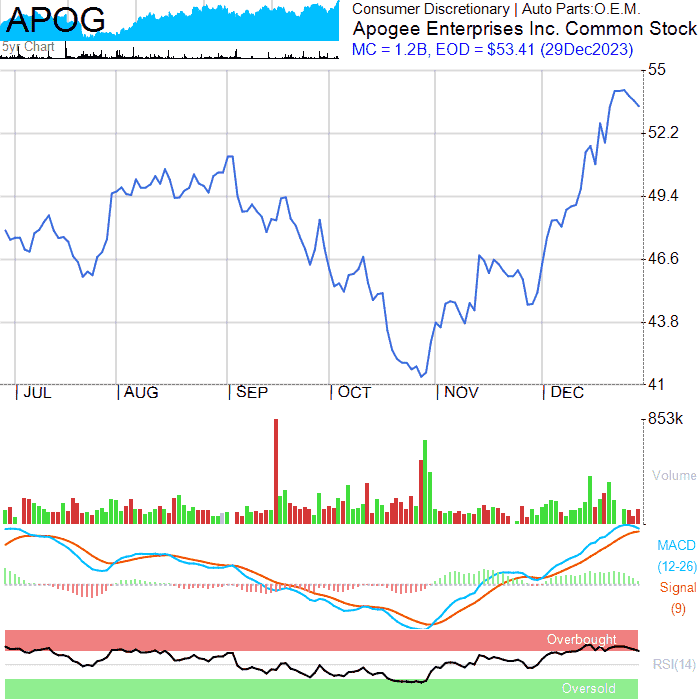 APOG
5yr Chart
Consumer Discretionary | Auto Parts:O.E.M.
Apogee Enterprises Inc. Common Stock
MC = 1.2B, EOD = $53.41 (29Dec2023)
55
52.2
49.4
46.6
43.8
41
JUL AUG SEP OCT NOV DEC
853k
Volume
MACD
(12-26)
Signal
(9)
Overbought
RSI(14)
Oversold